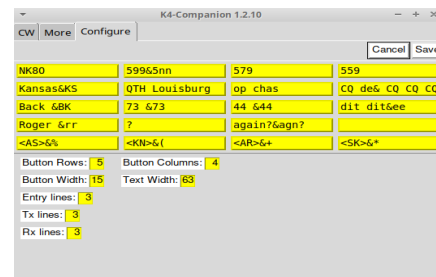 K4-Companion 1.2.10
CW More Configure
Cancel Save
NK8O 599&5nn 579 559
Kansas&KS QTH Louisburg op chas CQ de& CQ CQ CQ
Back &BK 73 &73 44 &44 dit dit&ee
Roger &rr ? again?&agn?
<AS>&% <KN>&( <AR>&+ <SK>&*
Button Rows: 5 Button Columns: 4
Button Width: 15 Text Width: 63
Entry lines: 3
Tx lines: 3
Rx lines: 3